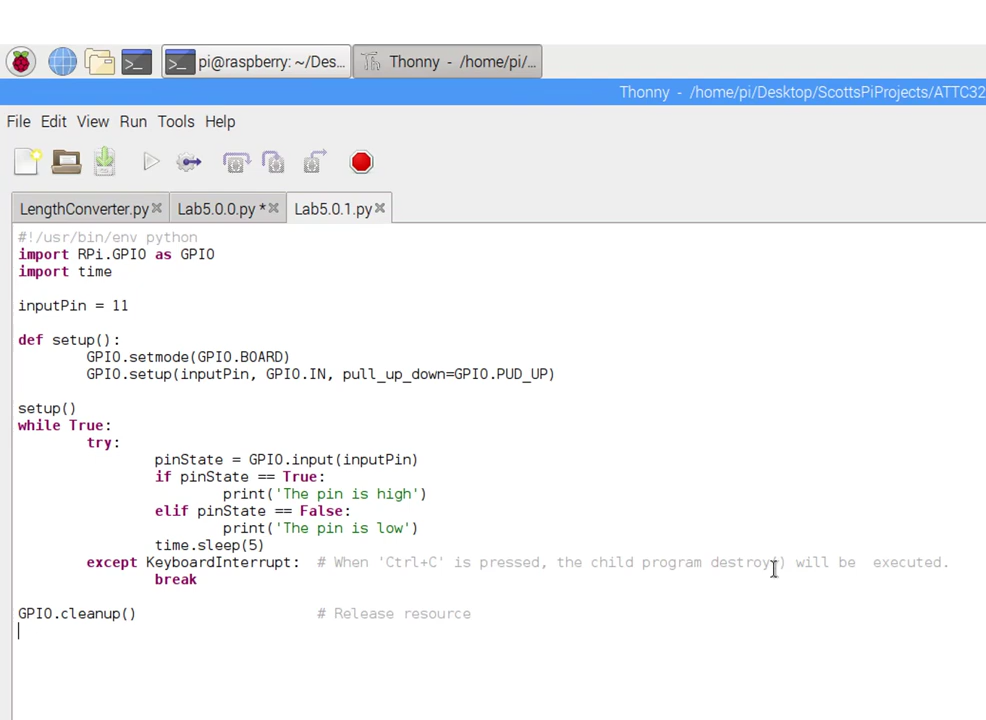 pi@raspberry: ~/Des... Thonny - /home/pi/...
Thonny - /home/pi/Desktop/ScottsPiProjects/ATTC32
File Edit View Run Tools Help
LengthConverter.py Lab5.0.0.py * Lab5.0.1.py
#!/usr/bin/env python
import RPi.GPIO as GPIO
import time
inputPin = 11
def setup():
GPIO.setmode(GPIO.BOARD)
GPIO.setup(inputPin, GPIO.IN, pull_up_down=GPIO.PUD_UP)
setup()
while True:
try:
pinState = GPIO.input(inputPin)
if pinState == True:
print('The pin is high')
elif pinState == False:
print('The pin is low')
time.sleep(5)
except KeyboardInterrupt: # When 'Ctrl+C' is pressed, the child program destroy() will be executed.
break
GPIO.cleanup() # Release resource